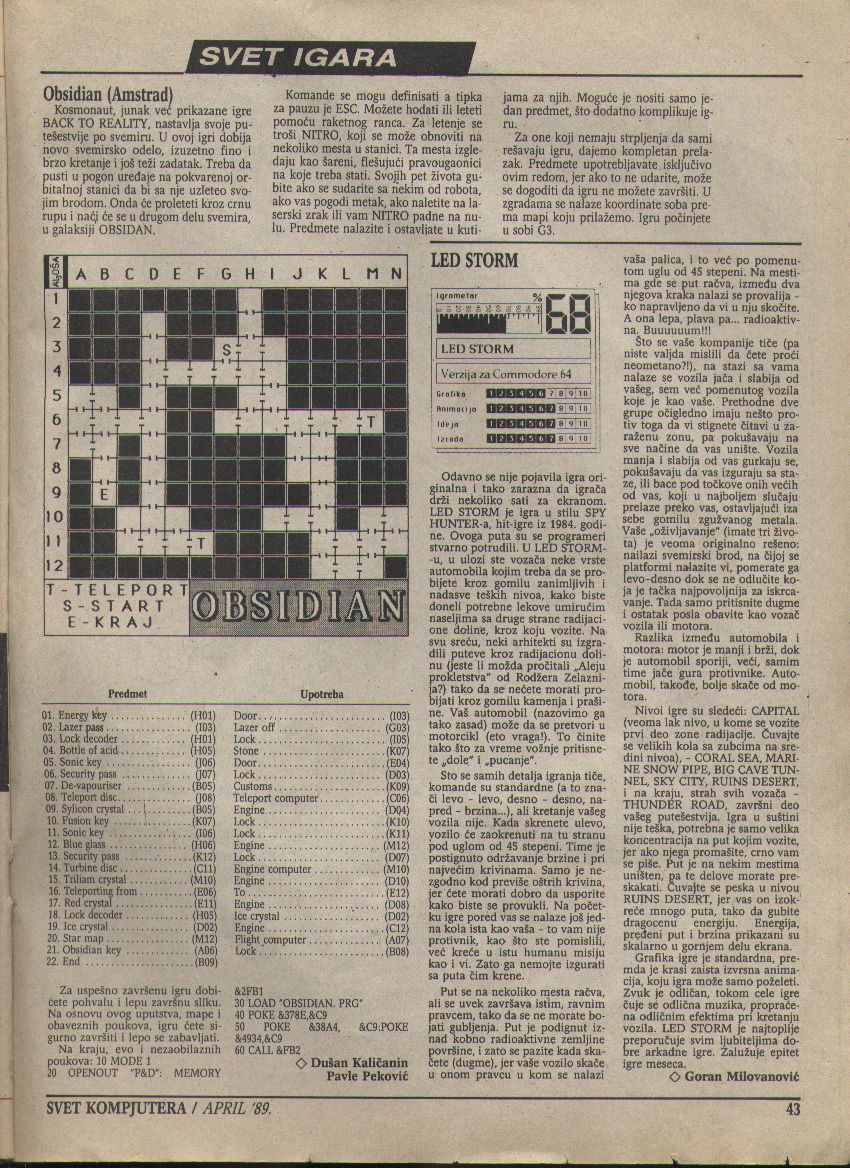 SVET IGARA
Obsidian (Amstrad)
Kosmonaut, junak već prikazane igre
BACK TO REALITY, nastavlja svoje pu-
tešestvije po svemiru. U ovoj igri dobija
novo svemirsko odelo, izuzetno fino i
brzo kretanje i još teži zadatak. Treba da
pusti u pogon uređaje na pokvarenoj or-
bitalnoj stanici da bi sa nje uzleteo svo-
jim brodom. Onda će proleteti kroz crnu
rupu i naći će se u drugom delu svemira,
u galaksiji OBSIDAN.
Komande se mogu definisati a tipka
za pauzu je ESC. Možete hodati ili leteti
pomoću raketnog ranca. Za letenje se
troši NITRO, koji se može obnoviti na
nekoliko mesta u stanici. Ta mesta izgle-
daju kao šareni, flešujući pravougaonici
na koje treba stati. Svojih pet života gu-
bite ako se sudarite sa nekim od robota,
ako vas pogodi metak, ako naletite na la-
serski zrak ili vam NITRO padne na nu-
lu. Predmete nalazite i ostavljate u kuti-
jama za njih. Moguće je nositi samo je-
dan predmet, što dodatno komplikuje ig-
ru.
Za one koji nemaju strpljenja da sami
rešavaju igru, dajemo kompletan prela-
zak. Predmete upotrebljavate isključivo
ovim redom, jer ako to ne udarite, može
se dogoditi da igru ne možete završiti. U
zgradama se nalaze koordinate soba pre-
ma mapi koju prilažemo. Igru počinjete
u sobi G3.
A B C D E F G H I J K L M N
1
2
3
S
4
5
6
T
7
8
9
E
10
11
T
12
T - TELEPORT
S - START
E - KRAJ
OBSIDIAN
Predmet Upotreba
01. Energy key (H01) Door (I03)
02. Lazer pass (I03) Lazer off (G03)
03. Lock decoder (H01) Lock (I05)
04. Bottle of acid (H05) Stone (K07)
05. Sonic key (J06) Door (E04)
06. Security pass (J07) Lock (D03)
07. De-vapouriser (B05) Customs (K09)
08. Teleport disc (J08) Teleport computer (C06)
09. Sylicon crystal (B05) Engine (D04)
10. Fusion key (K07) Lock (K10)
11. Sonic key (I06) Lock (K11)
12. Blue glass (H06) Engine (M12)
13. Security pass (K12) Lock (D07)
14. Turbine disc (C11) Engine computer (M10)
15. Triliam crystal (M10) Engine (D10)
16. Teleporting from (E06) To (E12)
17. Red crystal (E11) Engine (D08)
18. Lock decoder (H05) Ice crystal (D02)
19. Ice crystal (D02) Engine (C12)
20. Star map (M12) Flight computer (A07)
21. Obsidian key (A06) Lock (B08)
22. End (B09)
Za uspešno završenu igru dobi-
ćete pohvalu i lepu završnu sliku.
Na osnovu ovog uputstva, mape i
obaveznih poukova, igru ćete si-
gurno završiti i lepo se zabavljati.
Na kraju, evo i nezaobilaznih
poukova: 10 MODE 1
20 OPENOUT "P&D": MEMORY
&2FB1
30 LOAD "OBSIDAN. PRG"
40 POKE &378E,&C9
50 POKE &38A4, &C9:POKE
&4934,&C9
60 CALL &FB2
◇ Dušan Kaličanin
Pavle Peković
LED STORM
Igrometar % 68
LED STORM
Verzija za Commodore 64
Grafika 1 2 3 4 5 6 7 8 9 10
Animacija 1 2 3 4 5 6 7 8 9 10
Ideja 1 2 3 4 5 6 7 8 9 10
Izrada 1 2 3 4 5 6 7 8 9 10
Odavno se nije pojavila igra ori-
ginalna i tako zarazna da igrača
drži nekoliko sati za ekranom.
LED STORM je igra u stilu SPY
HUNTER-a, hit-igre iz 1984. godi-
ne. Ovoga puta su se programeri
stvarno potrudili. U LED STORM-
-u, u ulozi ste vozača neke vrste
automobila kojim treba da se pro-
bijete kroz gomilu zanimljivih i
nadasve teških nivoa, kako biste
doneli potrebne lekove umirućim
naseljima sa druge strane radijaci-
one doline, kroz koju vozite. Na
svu sreću, neki arhitekti su izgra-
dili puteve kroz radijacionu doli-
nu (jeste li možda pročitali „Aleju
prokletstva" od Rodžera Zelazni-
ja?) tako da se nećete morati pro-
bijati kroz gomilu kamenja i praši-
ne. Vaš automobil (nazovimo ga
tako zasad) može da se pretvori u
motorcikl (eto vraga!). To činite
tako što za vreme vožnje pritisne-
te „dole" i „pucanje".
Što se samih detalja igranja tiče,
komande su standardne (a to zna-
či levo - levo, desno - desno, na-
pred - brzina...), ali kretanje vašeg
vozila nije. Kada skrenete ulevo,
vozilo će zaokrenuti na tu stranu
pod uglom od 45 stepeni. Time je
postignuto održavanje brzine i pri
najvećim krivinama. Samo je ne-
zgodno kod previše oštrih krivina,
jer ćete morati dobro da usporite
kako biste se provukli. Na počet-
ku igre pored vas se nalaze još jed-
na kola ista kao vaša - to vam nije
protivnik, kao što ste pomislili,
već kreće u istu humanu misiju
kao i vi. Zato ga nemojte izgurati
sa puta čim krene.
Put se na nekoliko mesta račva,
ali se uvek završava istim, ravnim
pravcem, tako da se ne morate bo-
jati gubljenja. Put je podignut iz-
nad kobno radioaktivne zemljine
površine, i zato se pazite kada ska-
čete (dugme), jer vaše vozilo skače
u onom pravcu u kom se nalazi
vaša palica, i to već po pomenu-
tom uglu od 45 stepeni. Na mesti-
ma gde se put račva, između dva
njegova kraka nalazi se provalija -
ko napravljeno da vi u nju skočite.
A ona lepa, plava pa... radioaktiv-
na. Buuuuuum!!!
Što se vaše kompanije tiče (pa
niste valjda mislili da ćete proći
neometano?!), na stazi sa vama
nalaze se vozila jača i slabija od
vašeg, sem već pomenutog vozila
koje je kao vaše. Prethodne dve
grupe očigledno imaju nešto pro-
tiv toga da vi stignete čitavi u za-
raženu zonu, pa pokušavaju na
sve načine da vas unište. Vozila
manja i slabija od vas gurkaju se,
pokušavaju da vas izguraju sa sta-
ze, ili bace pod točkove onih većih
od vas, koji u najboljem slučaju
prelaze preko vas, ostavljajući iza
sebe gomilu zgužvanog metala.
Vaše „oživljavanje" (imate tri živo-
ta) je veoma originalno rešeno:
nailazi svemirski brod, na čijoj se
platformi nalazite vi, pomerate ga
levo-desno dok se ne odlučite ko-
ja je tačka najpovoljnija za iskrca-
vanje. Tada samo pritisnite dugme
i ostatak posla obavite kao vozač
vozila ili motora.
Razlika između automobila i
motora: motor je manji i brži, dok
je automobil sporiji, veći, samim
time jače gura protivnike. Auto-
mobil, takođe, bolje skače od mo-
tora.
Nivoi igre su sledeći: CAPITAL
(veoma lak nivo, u kome se vozite
prvi deo zone radijacije. Čuvajte
se velikih kola sa zubcima na sre-
dini nivoa), - CORAL SEA, MARI-
NE SNOW PIPE, BIG CAVE TUN-
NEL, SKY CITY, RUINS DESERT,
i na kraju, strah svih vozača -
THUNDER ROAD, završni deo
vašeg putešestvija. Igra u suštini
nije teška, potrebna je samo velika
koncentracija na put kojim vozite,
jer ako njega promašite, crno vam
se piše. Put je na nekim mestima
uništen, pa te delove morate pre-
skakati. Čuvajte se peska u nivou
RUINS DESERT, jer vas on izok-
reće mnogo puta, tako da gubite
dragocenu energiju. Energija,
pređeni put i brzina prikazani su
skalarno u gornjem delu ekrana.
Grafika igre je standardna, pre-
mda je krasi zaista izvrsna anima-
cija, koju igra može samo poželeti.
Zvuk je odličan, tokom cele igre
čuje se odlična muzika, propraće-
na odličnim efektima pri kretanju
vozila. LED STORM je najtoplije
preporučuje svim ljubiteljima do-
bre arkadne igre. Zalužuje epitet
igre meseca.
◇ Goran Milovanović
SVET KOMPJUTERA / APRIL '89. 43